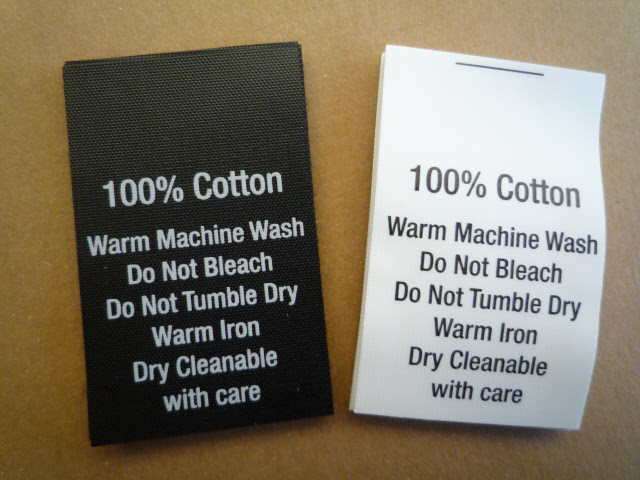 100% Cotton
Warm Machine Wash
Do Not Bleach
Do Not Tumble Dry
Warm Iron
Dry Cleanable
with care
100% Cotton
Warm Machine Wash
Do Not Bleach
Do Not Tumble Dry
Warm Iron
Dry Cleanable
with care